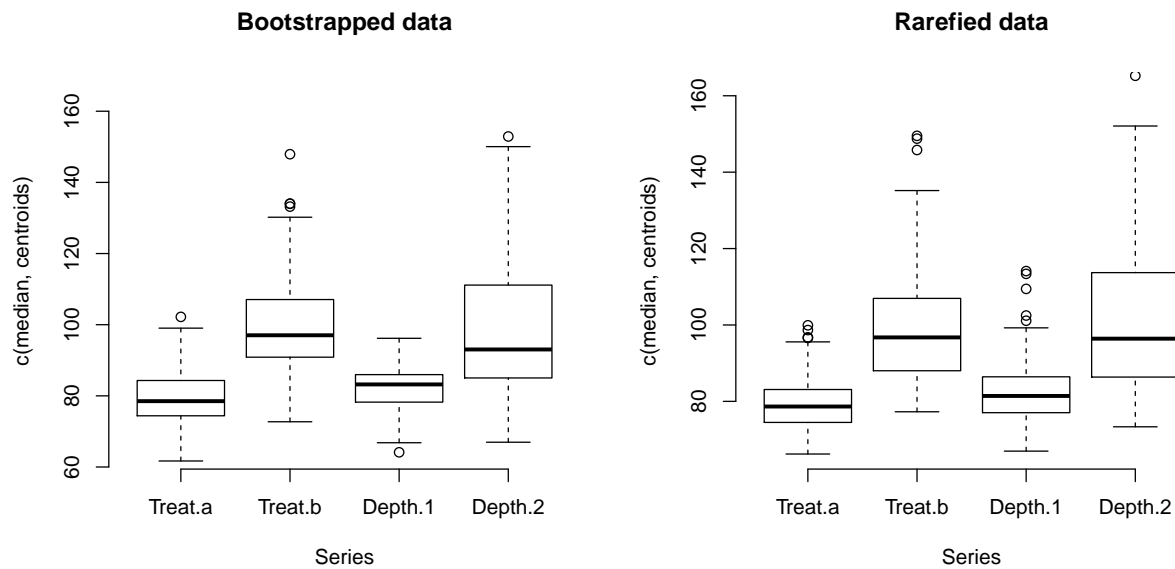 Bootstrapped data
c(median, centroids)
160
140
120
100
80
60
Treat.a Treat.b Depth.1 Depth.2
Series
Rarefied data
c(median, centroids)
160
140
120
100
80
Treat.a Treat.b Depth.1 Depth.2
Series